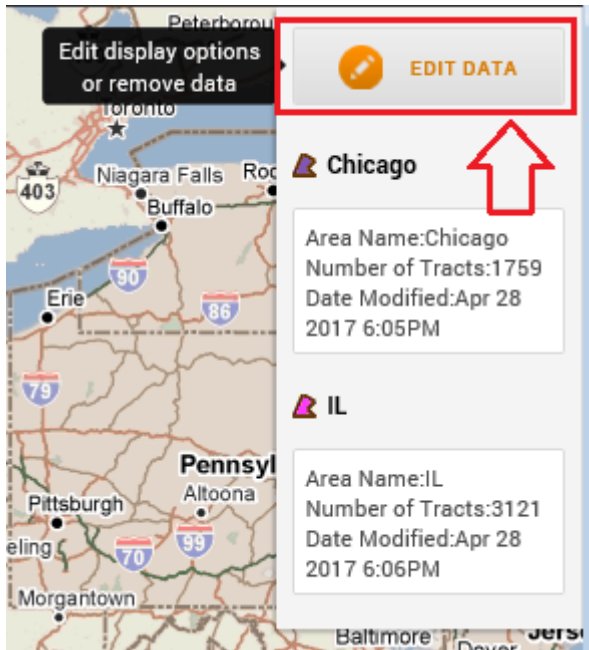 Peterborou
Edit display options
or remove data
EDIT DATA
Toronto
Chicago
403
Niagara Falls
Roc
Buffalo
Area Name:Chicago
Number of Tracts:1759
Date Modified:Apr 28
2017 6:05PM
90
Erie
86
79
IL
Pennsyl
Altoona
Pittsburgh
Area Name:IL
Number of Tracts:3121
Date Modified:Apr 28
2017 6:06PM
99
eling
70
Morgantown
Baltimore
Dover
Jerse